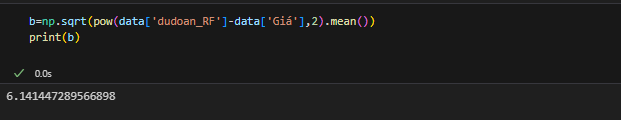 b=np.sqrt(pow(data['dudoan_RF']-data['Giá'],2).mean())
print(b)
0.0s
6.141447289566898